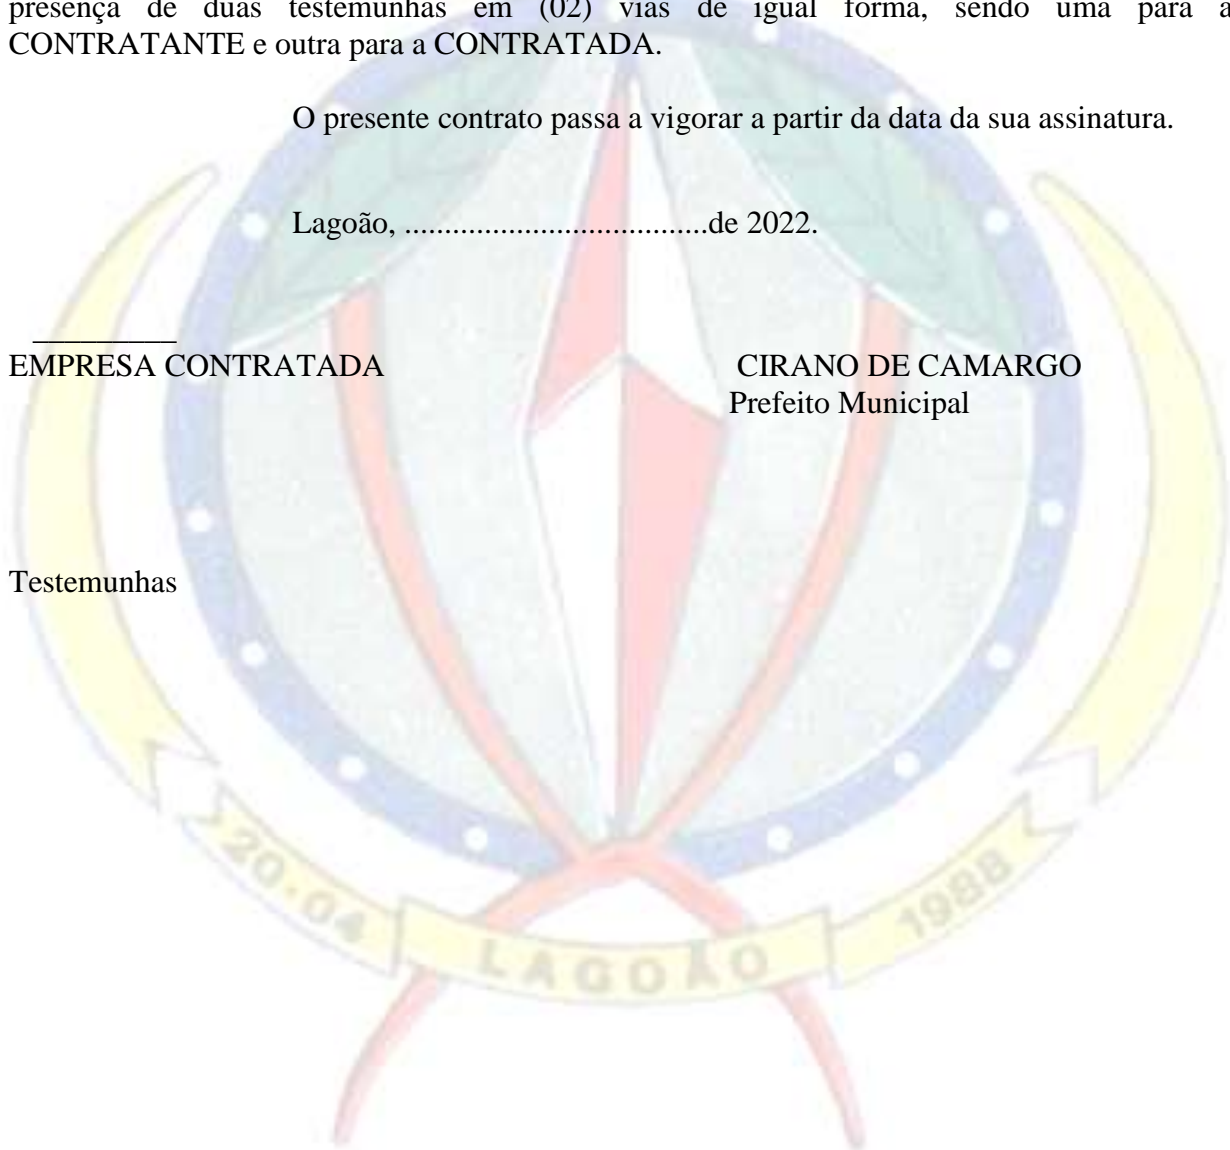 presença de duas testemunhas em (02) vias de igual forma, sendo uma para a
CONTRATANTE e outra para a CONTRATADA.
O presente contrato passa a vigorar a partir da data da sua assinatura.
Lagoão, ......................................de 2022.
_________
EMPRESA CONTRATADA CIRANO DE CAMARGO
Prefeito Municipal
Testemunhas
20·04 LAGOÃO 1988